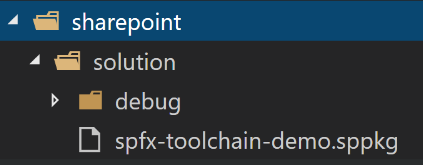 sharepoint
solution
debug
spfx-toolchain-demo.sppkg